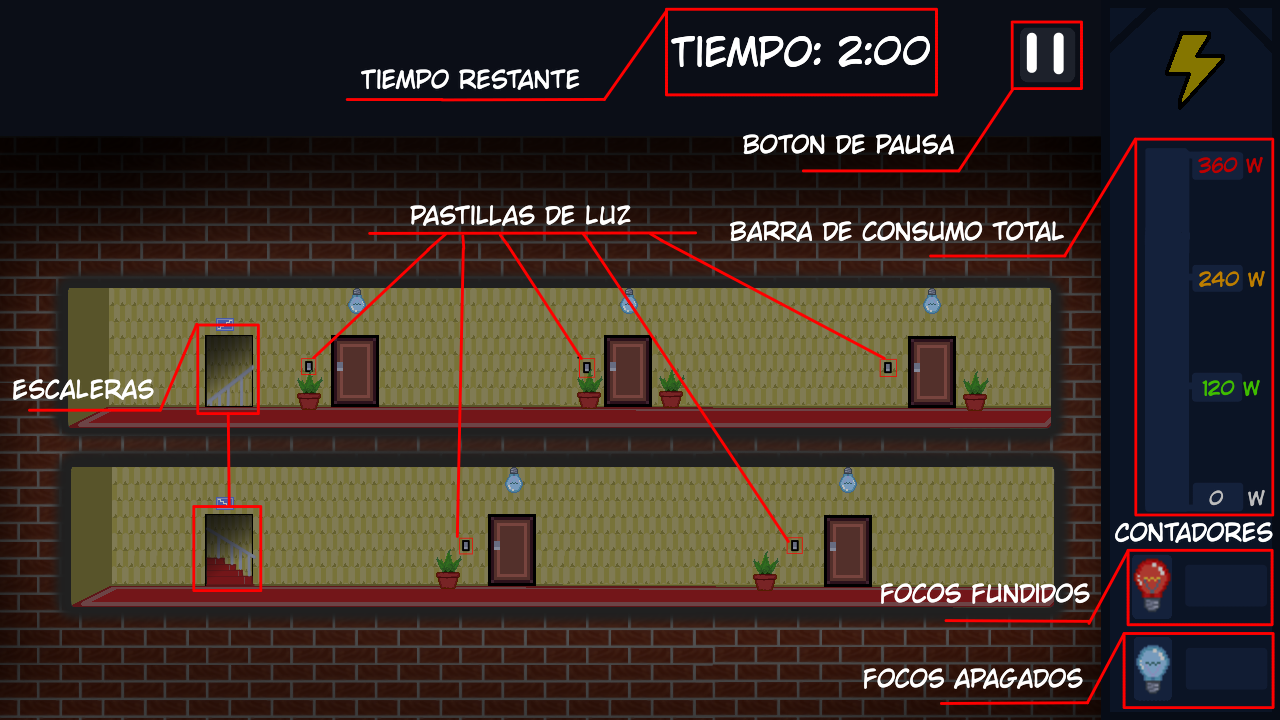 TIEMPO: 2:00
TIEMPO RESTANTE
BOTON DE PAUSA
360 W
PASTILLAS DE LUZ
BARRA DE CONSUMO TOTAL
240 W
ESCALERAS
120 W
0 W
CONTADORES
FOCOS FUNDIDOS
FOCOS APAGADOS